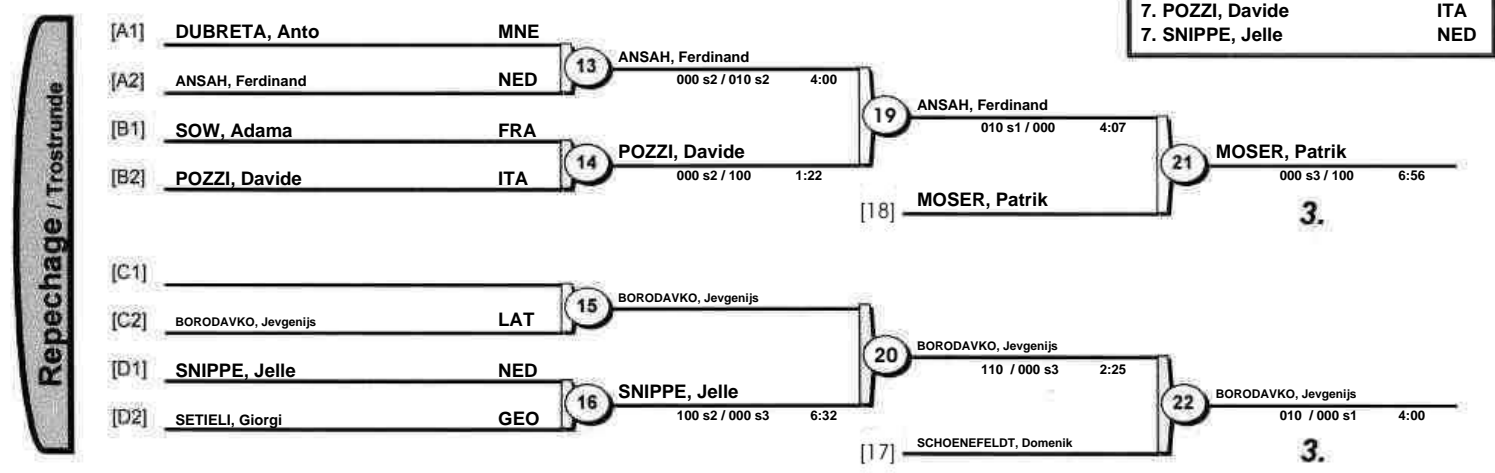 7. POZZI, Davide ITA
7. SNIPPE, Jelle NED
Repechage / Trostrunde
[A1] DUBRETA, Anto MNE
13 ANSAH, Ferdinand
000 s2 / 010 s2 4:00
[A2] ANSAH, Ferdinand NED
19 ANSAH, Ferdinand
010 s1 / 000 4:07
[B1] SOW, Adama FRA
14 POZZI, Davide
000 s2 / 100 1:22
[B2] POZZI, Davide ITA
21 MOSER, Patrik
000 s3 / 100 6:56
[18] MOSER, Patrik
3.
[C1]
15 BORODAVKO, Jevgenijs
[C2] BORODAVKO, Jevgenijs LAT
20 BORODAVKO, Jevgenijs
110 / 000 s3 2:25
[D1] SNIPPE, Jelle NED
16 SNIPPE, Jelle
100 s2 / 000 s3 6:32
[D2] SETIELI, Giorgi GEO
22 BORODAVKO, Jevgenijs
010 / 000 s1 4:00
[17] SCHOENEFELDT, Domenik
3.